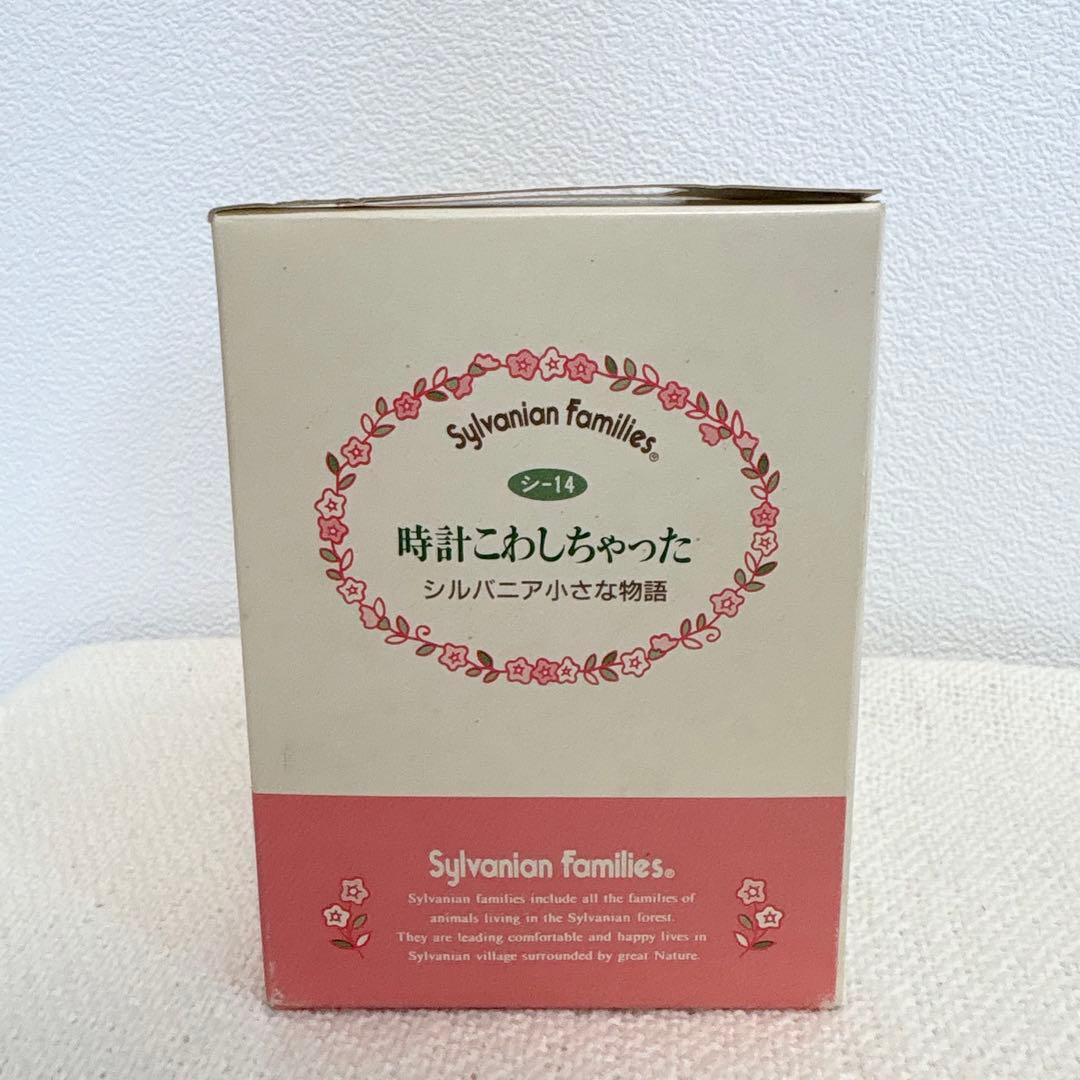 Sylvanian Families®
シ-14
時計こわしちゃった
シルバニア小さな物語
Sylvanian Families®
Sylvanian families include all the families of
animals living in the Sylvanian forest.
They are leading comfortable and happy lives in
Sylvanian village surrounded by great Nature.